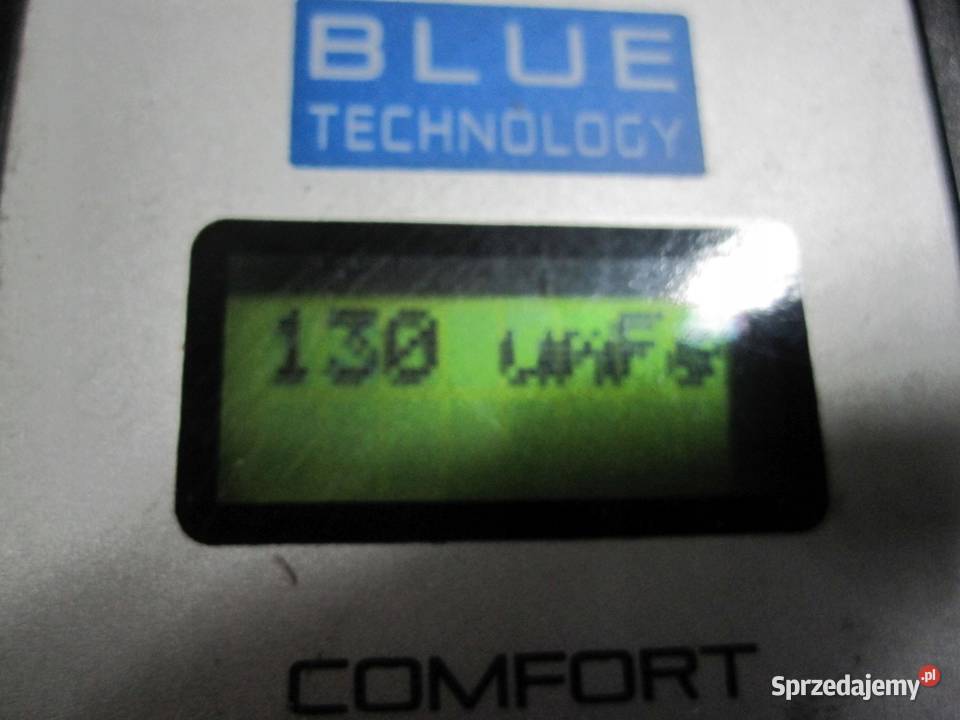 BLUE
TECHNOLOGY
130
COMFORT
Sprzedajemy.pl